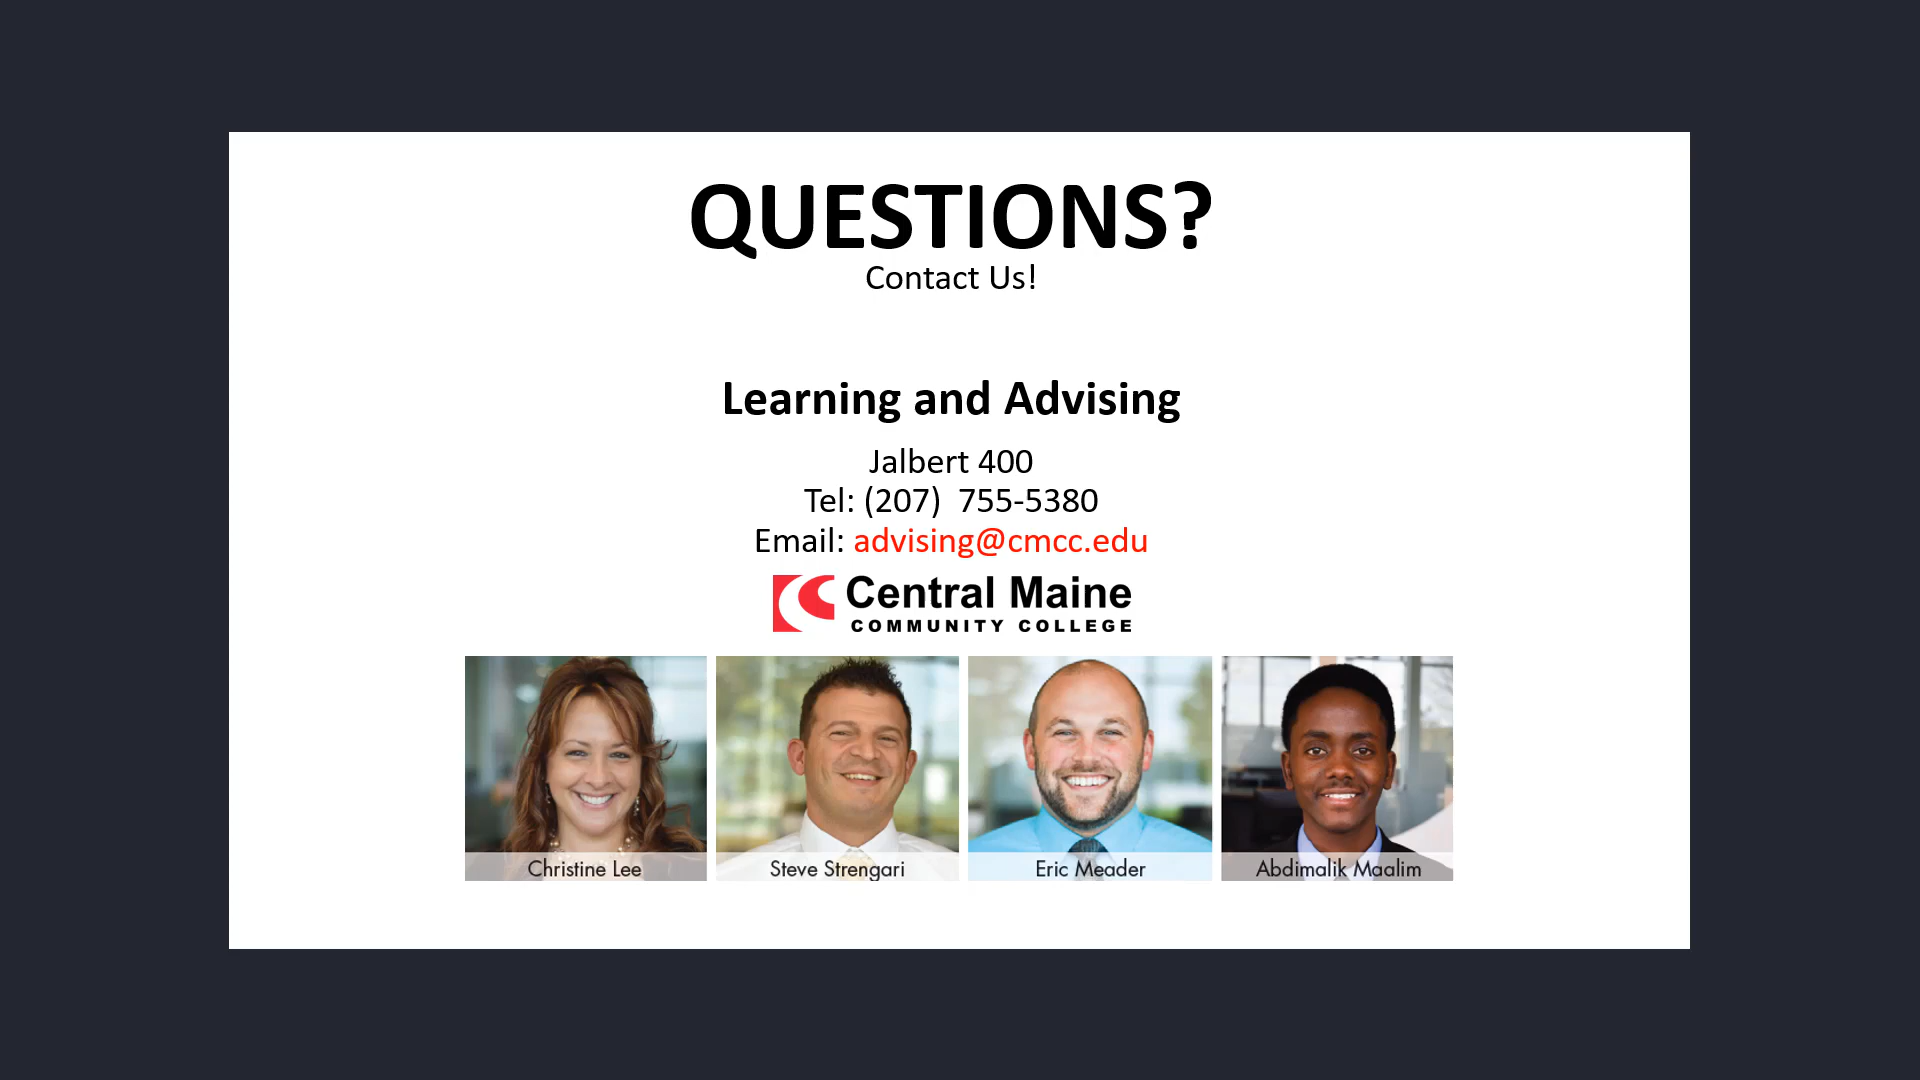 QUESTIONS?
Contact Us!
Learning and Advising
Jalbert 400
Tel: (207)  755-5380
Email: advising@cmcc.edu
Central Maine
COMMUNITY COLLEGE
Christine Lee
Steve Strengari
Eric Meader
Abdimalik Maalim